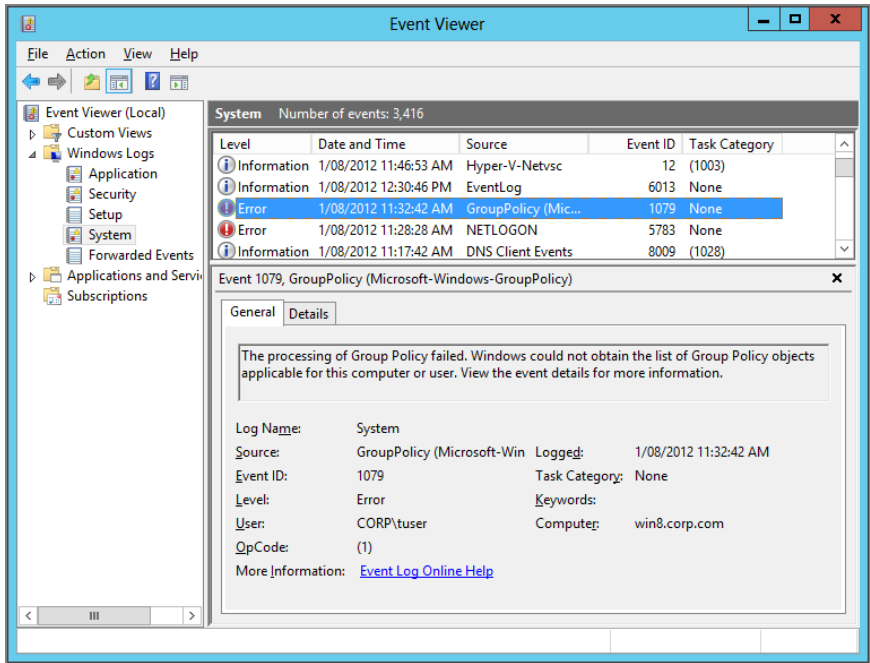 Event Viewer
File Action View Help
Event Viewer (Local)
Custom Views
Windows Logs
Application
Security
Setup
System
Forwarded Events
Applications and Servi
Subscriptions
System Number of events: 3,416
Level Date and Time Source Event ID Task Category
Information 1/08/2012 11:46:53 AM Hyper-V-Netvsc 12 (1003)
Information 1/08/2012 12:30:46 PM EventLog 6013 None
Error 1/08/2012 11:32:42 AM GroupPolicy (Mic... 1079 None
Error 1/08/2012 11:28:28 AM NETLOGON 5783 None
Information 1/08/2012 11:17:42 AM DNS Client Events 8009 (1028)
Event 1079, GroupPolicy (Microsoft-Windows-GroupPolicy)
General Details
The processing of Group Policy failed. Windows could not obtain the list of Group Policy objects
applicable for this computer or user. View the event details for more information.
Log Name: System
Source: GroupPolicy (Microsoft-Win Logged: 1/08/2012 11:32:42 AM
Event ID: 1079 Task Category: None
Level: Error Keywords:
User: CORP\tuser Computer: win8.corp.com
OpCode: (1)
More Information: Event Log Online Help